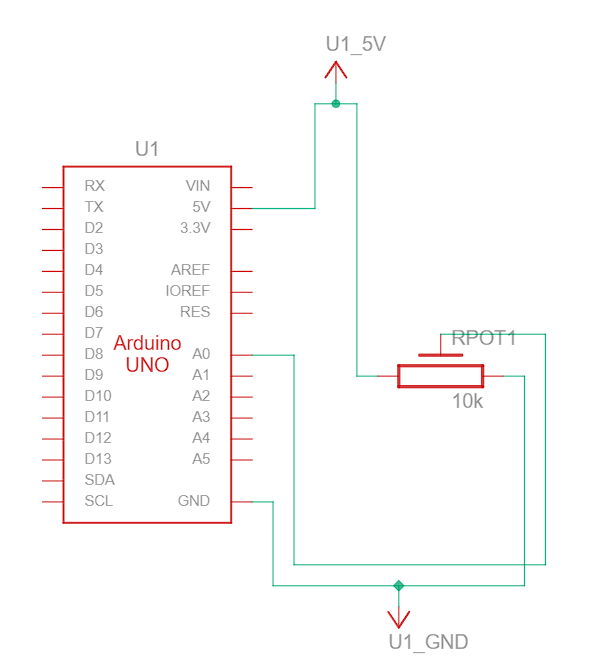 U1_5V
U1
RX
VIN
TX
5V
D2
3.3V
D3
D4
AREF
D5
IOREF
D6
RES
D7
Arduino
UNO
D8
A0
D9
A1
D10
A2
D11
A3
D12
A4
D13
A5
SDA
SCL
GND
RPOT1
10k
U1_GND